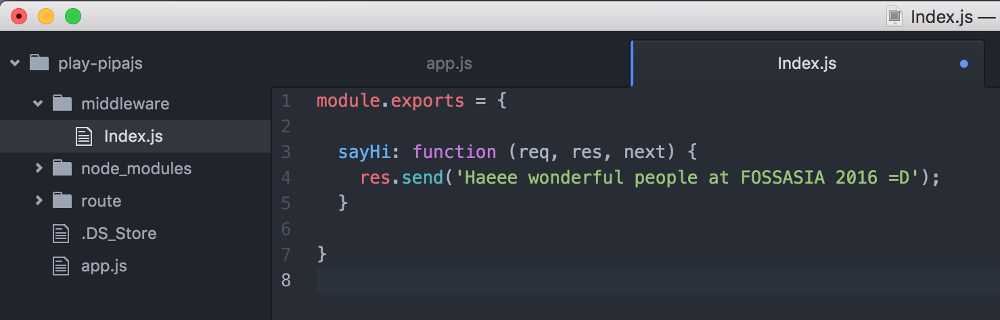 Index.js —
play-pipajs
app.js
Index.js
middleware
Index.js
node_modules
route
.DS_Store
app.js
1 module.exports = {
2
3   sayHi: function (req, res, next) {
4     res.send('Haeee wonderful people at FOSSASIA 2016 =D');
5   }
6
7 }
8